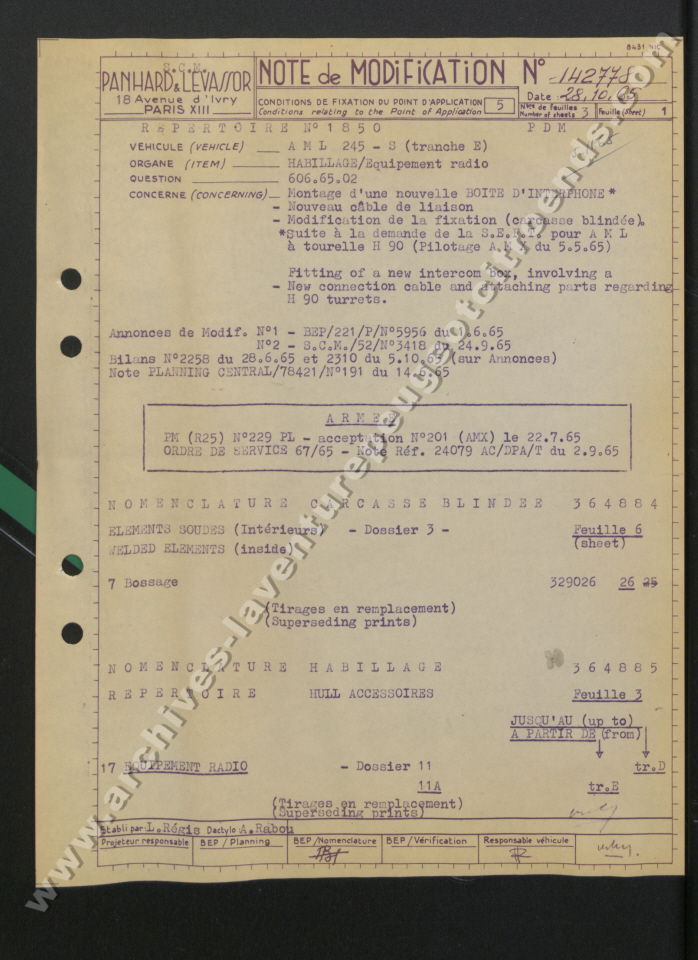 8431 NIC
S.C.M.
PANHARD & LEVASSOR
18 Avenue d'Ivry
PARIS XIII
NOTE de MODIFICATION N° 142778
Date 28.10.65
CONDITIONS DE FIXATION DU POINT D'APPLICATION 5
Conditions relating to the Point of Application
Nbre de feuilles 3
Number of sheets
Feuille (Sheet) 1
REPERTOIRE N° 1850 PDM
VÉHICULE (VEHICLE) AML 245 - S (tranche E)
ORGANE (ITEM) HABILLAGE/Equipement radio
QUESTION 606.65.02
CONCERNE (CONCERNING) - Montage d'une nouvelle BOITE D'INTERPHONE*
- Nouveau câble de liaison
- Modification de la fixation (carcasse blindée).
*Suite à la demande de la pour AML
à tourelle H 90 (Pilotage du 5.5.65)
Fitting of a new intercom box, involving a
- New connection cable and attaching parts regarding
H 90 turrets.
Annonces de Modif. N°1 - BEP/221/P/N°5956 du 1.6.65
N°2 - S.C.M./52/N°3418 du 24.9.65
Bilans N°2258 du 28.6.65 et 2310 du 5.10.65 (sur Annonces)
Note PLANNING CENTRAL/78421/N°191 du 14.6.65
ARMEE
PM (R25) N°229 PL - acceptation N°201 (AMX) le 22.7.65
ORDRE DE SERVICE 67/65 - Note Réf. 24079 AC/DPA/T du 2.9.65
NOMENCLATURE CARCASSE BLINDEE 364884
ELEMENTS SOUDES (Intérieurs) - Dossier 3 - Feuille 6
WELDED ELEMENTS (inside) (sheet)
7 Bossage 329026 26 25
(Tirages en remplacement)
(Superseding prints)
NOMENCLATURE HABILLAGE 364885
REPERTOIRE HULL ACCESSOIRES Feuille 3
JUSQU'AU (up to)
A PARTIR DE (from)
17 EQUIPEMENT RADIO - Dossier 11 tr.D
11A tr.E
(Tirages en remplacement)
(Superseding prints)
Etabli par L.Régis Dactylo A.Rabou
Projeteur responsable
BEP / Planning
BEP / Nomenclature
BEP / Vérification
Responsable véhicule
www.archives-laventurepeugeotcitroends.com